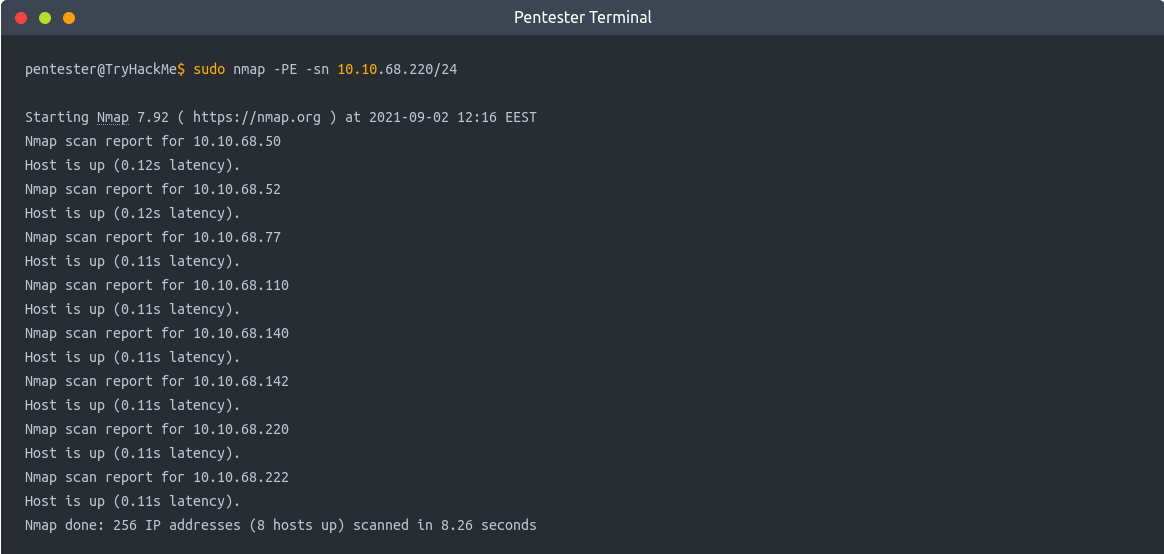 Pentester Terminal
pentester@TryHackMe$ sudo nmap -PE -sn 10.10.68.220/24
Starting Nmap 7.92 ( https://nmap.org ) at 2021-09-02 12:16 EEST
Nmap scan report for 10.10.68.50
Host is up (0.12s latency).
Nmap scan report for 10.10.68.52
Host is up (0.12s latency).
Nmap scan report for 10.10.68.77
Host is up (0.11s latency).
Nmap scan report for 10.10.68.110
Host is up (0.11s latency).
Nmap scan report for 10.10.68.140
Host is up (0.11s latency).
Nmap scan report for 10.10.68.142
Host is up (0.11s latency).
Nmap scan report for 10.10.68.220
Host is up (0.11s latency).
Nmap scan report for 10.10.68.222
Host is up (0.11s latency).
Nmap done: 256 IP addresses (8 hosts up) scanned in 8.26 seconds